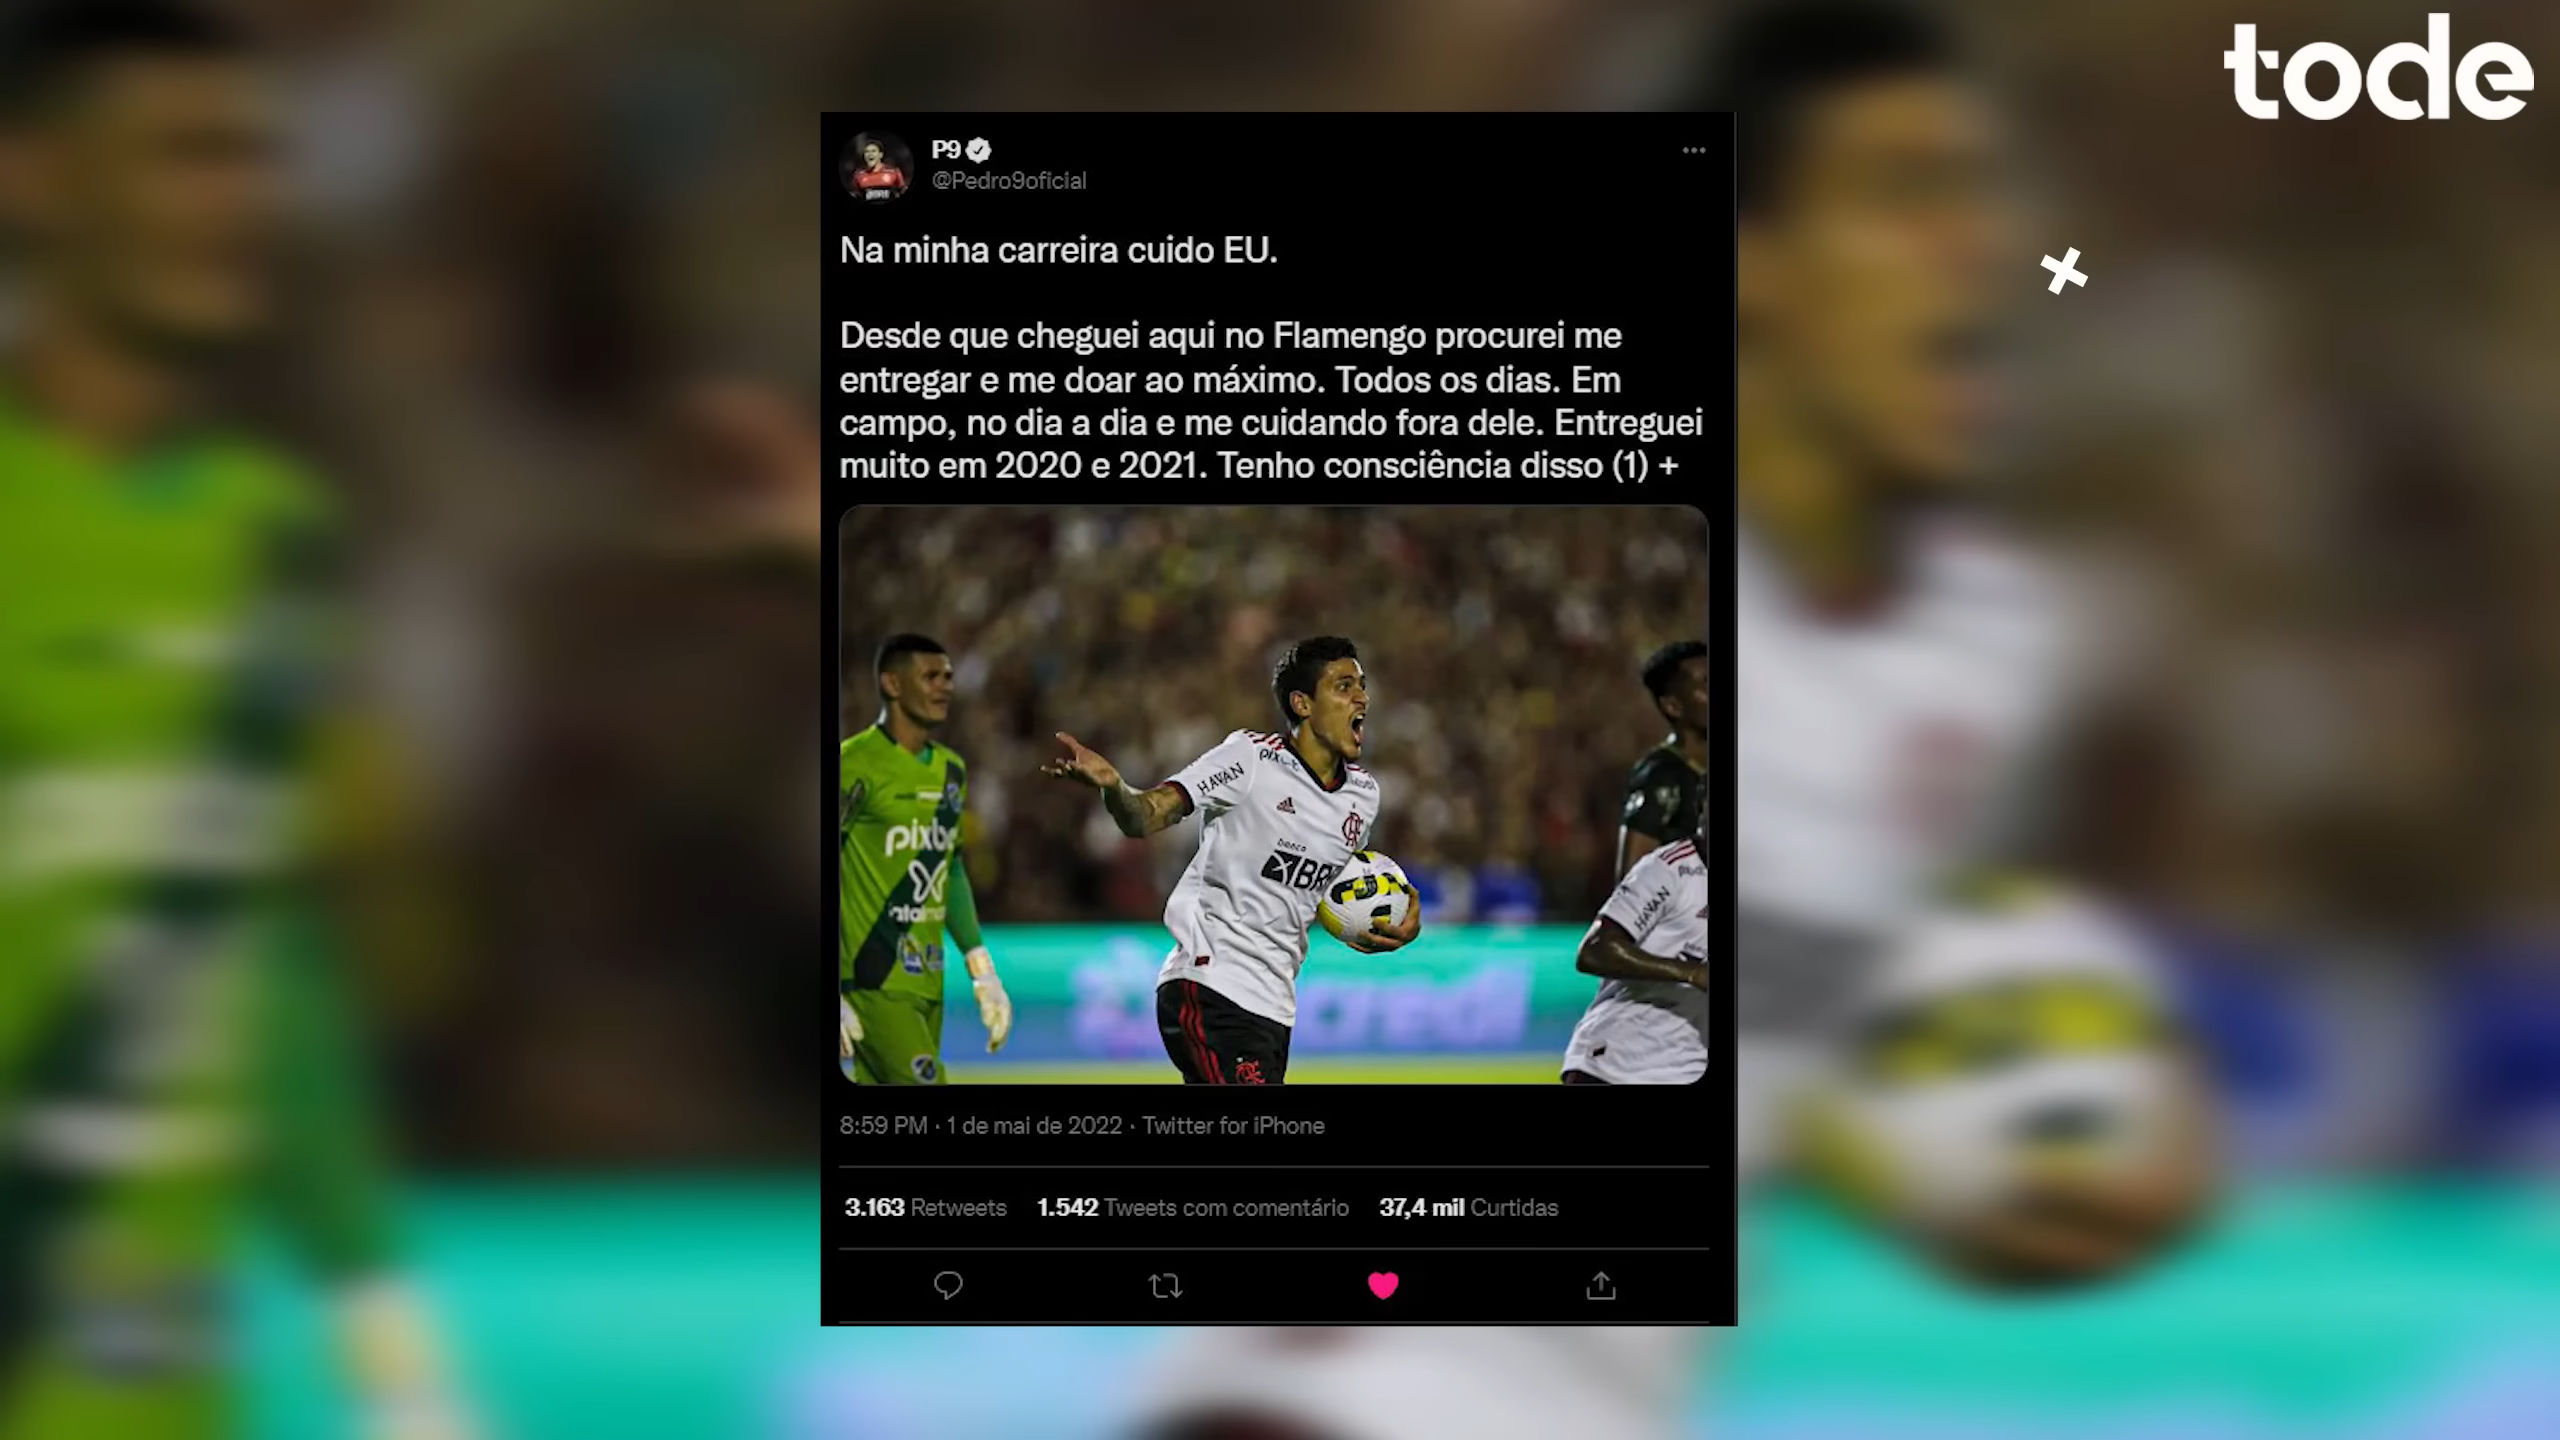 tode
P9
@Pedro9oficial
Na minha carreira cuido EU.
Desde que cheguei aqui no Flamengo procurei me
entregar e me doar ao máximo. Todos os dias. Em
campo, no dia a dia e me cuidando fora dele. Entreguei
muito em 2020 e 2021. Tenho consciência disso (1) +
HAVAN
banco
BR
HAVAN
8:59 PM · 1 de mai de 2022 · Twitter for iPhone
3.163 Retweets 1.542 Tweets com comentário 37,4 mil Curtidas